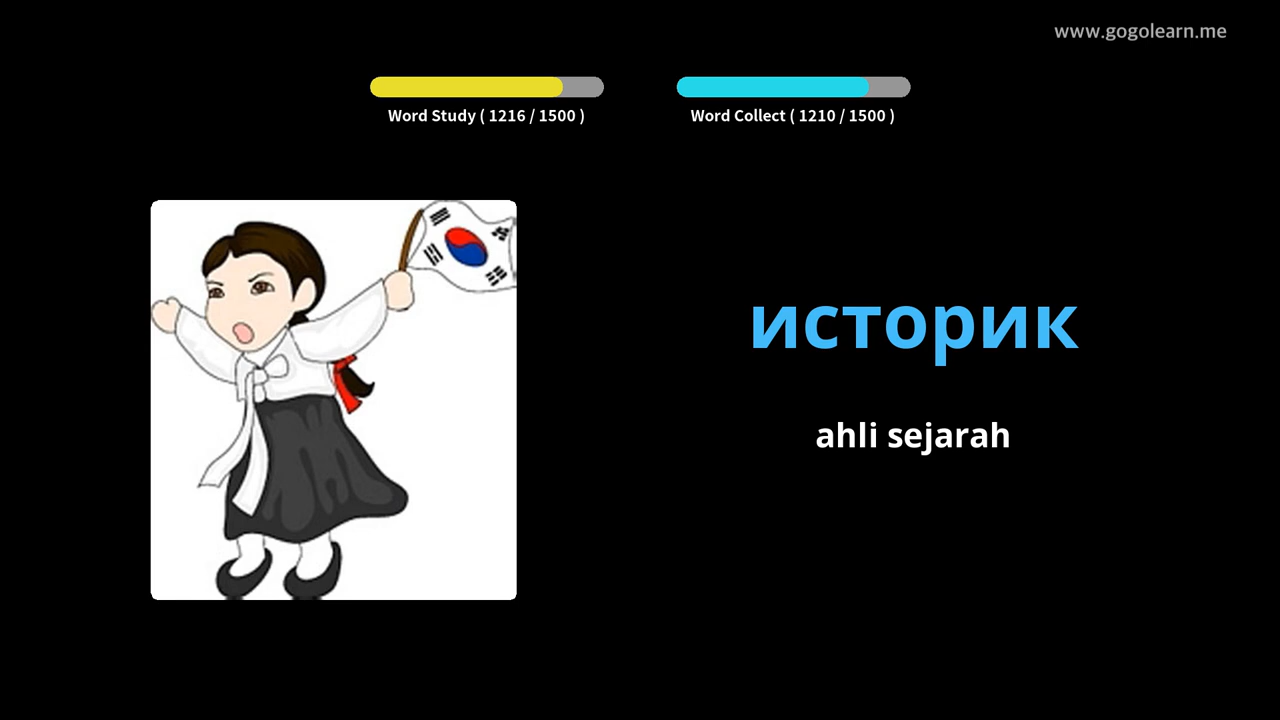 www.gogolearn.me
Word Study ( 1216 / 1500 )
Word Collect ( 1210 / 1500 )
историк
ahli sejarah